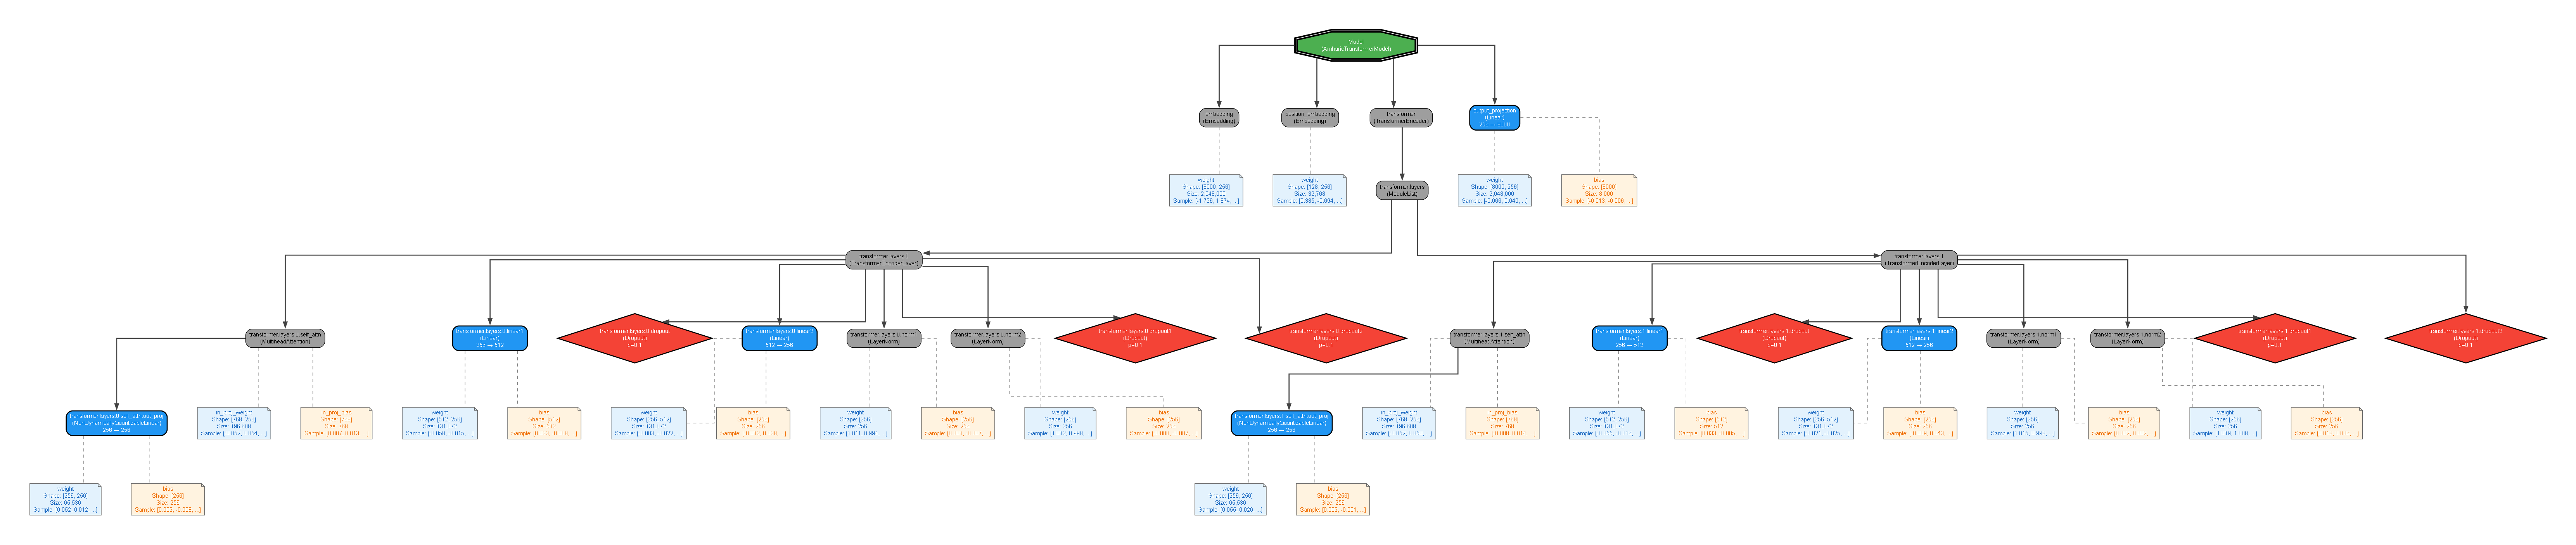 Model
(AmharicTransformerModel)
embedding
(Embedding)
position_embedding
(Embedding)
transformer
(TransformerEncoder)
output_projection
(Linear)
256 → 8000
weight
Shape: [8000, 256]
Size: 2,048,000
Sample: [-1.796, 1.674, ...]
weight
Shape: [128, 256]
Size: 32,768
Sample: [0.385, -0.694, ...]
transformer.layers
(ModuleList)
weight
Shape: [8000, 256]
Size: 2,048,000
Sample: [-0.066, 0.040, ...]
bias
Shape: [8000]
Size: 8,000
Sample: [-0.013, -0.008, ...]
transformer.layers.0
(TransformerEncoderLayer)
transformer.layers.1
(TransformerEncoderLayer)
transformer.layers.0.self_attn
(MultiheadAttention)
transformer.layers.0.linear1
(Linear)
256 → 512
transformer.layers.0.dropout
(Dropout)
p=0.1
transformer.layers.0.linear2
(Linear)
512 → 256
transformer.layers.0.norm1
(LayerNorm)
transformer.layers.0.norm2
(LayerNorm)
transformer.layers.0.dropout1
(Dropout)
p=0.1
transformer.layers.0.dropout2
(Dropout)
p=0.1
transformer.layers.1.self_attn
(MultiheadAttention)
transformer.layers.1.linear1
(Linear)
256 → 512
transformer.layers.1.dropout
(Dropout)
p=0.1
transformer.layers.1.linear2
(Linear)
512 → 256
transformer.layers.1.norm1
(LayerNorm)
transformer.layers.1.norm2
(LayerNorm)
transformer.layers.1.dropout1
(Dropout)
p=0.1
transformer.layers.1.dropout2
(Dropout)
p=0.1
transformer.layers.0.self_attn.out_proj
(NonDynamicallyQuantizableLinear)
256 → 256
in_proj_weight
Shape: [768, 256]
Size: 196,608
Sample: [-0.052, 0.054, ...]
in_proj_bias
Shape: [768]
Size: 768
Sample: [0.007, 0.013, ...]
weight
Shape: [512, 256]
Size: 131,072
Sample: [-0.058, -0.015, ...]
bias
Shape: [512]
Size: 512
Sample: [0.033, -0.008, ...]
weight
Shape: [256, 512]
Size: 131,072
Sample: [-0.003, -0.022, ...]
bias
Shape: [256]
Size: 256
Sample: [-0.012, 0.038, ...]
weight
Shape: [256]
Size: 256
Sample: [1.011, 0.994, ...]
bias
Shape: [256]
Size: 256
Sample: [0.001, -0.001, ...]
weight
Shape: [256]
Size: 256
Sample: [1.012, 0.998, ...]
bias
Shape: [256]
Size: 256
Sample: [-0.000, -0.007, ...]
transformer.layers.1.self_attn.out_proj
(NonDynamicallyQuantizableLinear)
256 → 256
in_proj_weight
Shape: [768, 256]
Size: 196,608
Sample: [-0.052, 0.050, ...]
in_proj_bias
Shape: [768]
Size: 768
Sample: [-0.008, 0.014, ...]
weight
Shape: [512, 256]
Size: 131,072
Sample: [-0.055, -0.018, ...]
bias
Shape: [512]
Size: 512
Sample: [0.033, -0.006, ...]
weight
Shape: [256, 512]
Size: 131,072
Sample: [-0.021, -0.025, ...]
bias
Shape: [256]
Size: 256
Sample: [-0.009, 0.040, ...]
weight
Shape: [256]
Size: 256
Sample: [1.015, 0.993, ...]
bias
Shape: [256]
Size: 256
Sample: [0.002, 0.002, ...]
weight
Shape: [256]
Size: 256
Sample: [1.019, 1.008, ...]
bias
Shape: [256]
Size: 256
Sample: [0.013, 0.008, ...]
weight
Shape: [256, 256]
Size: 65,536
Sample: [0.052, 0.012, ...]
bias
Shape: [256]
Size: 256
Sample: [0.002, -0.008, ...]
weight
Shape: [256, 256]
Size: 65,536
Sample: [0.055, 0.026, ...]
bias
Shape: [256]
Size: 256
Sample: [0.002, -0.001, ...]